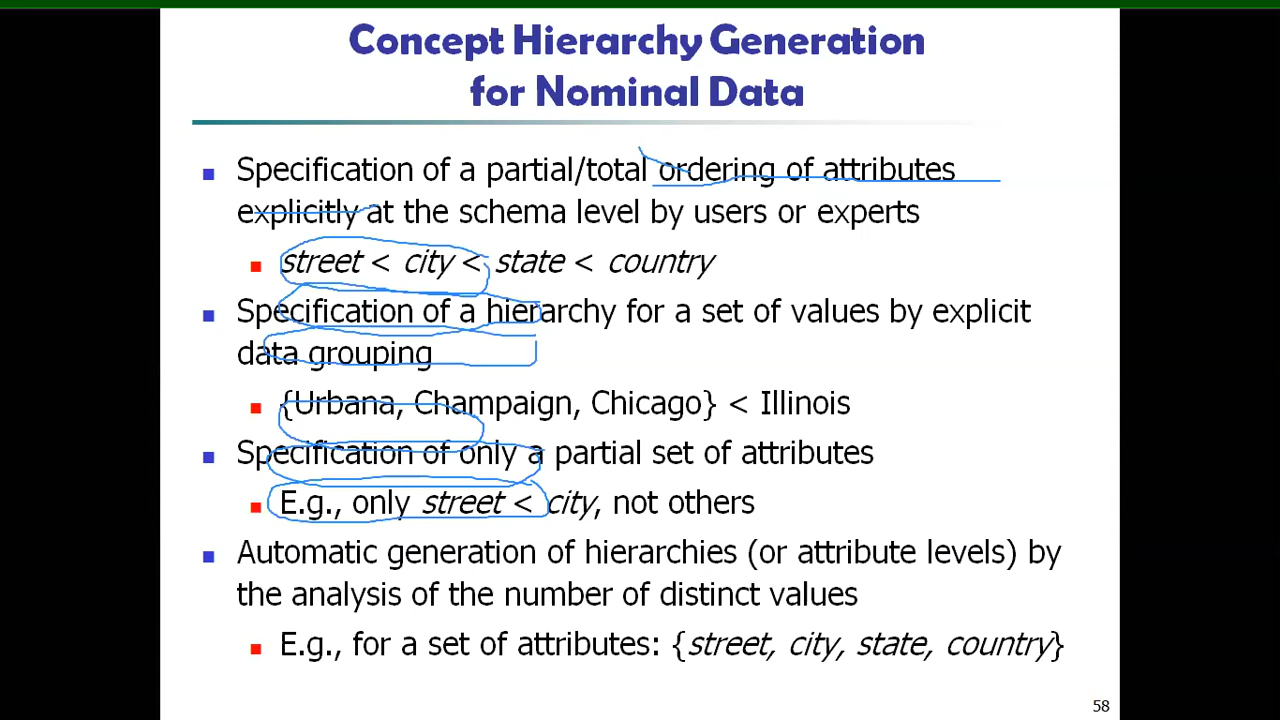 Concept Hierarchy Generation
for Nominal Data
Specification of a partial/total ordering of attributes
explicitly at the schema level by users or experts
street < city < state < country
Specification of a hierarchy for a set of values by explicit
data grouping
{Urbana, Champaign, Chicago} < Illinois
Specification of only a partial set of attributes
E.g., only street < city, not others
Automatic generation of hierarchies (or attribute levels) by
the analysis of the number of distinct values
E.g., for a set of attributes: {street, city, state, country}
58